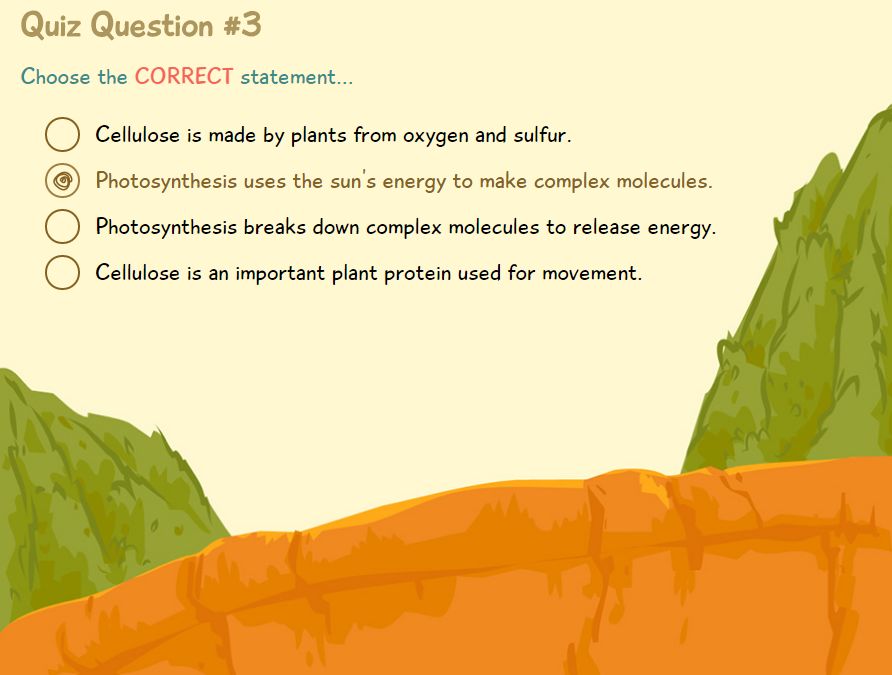 Quiz Question #3
Choose the CORRECT statement...
Cellulose is made by plants from oxygen and sulfur.
Photosynthesis uses the sun's energy to make complex molecules.
Photosynthesis breaks down complex molecules to release energy.
Cellulose is an important plant protein used for movement.